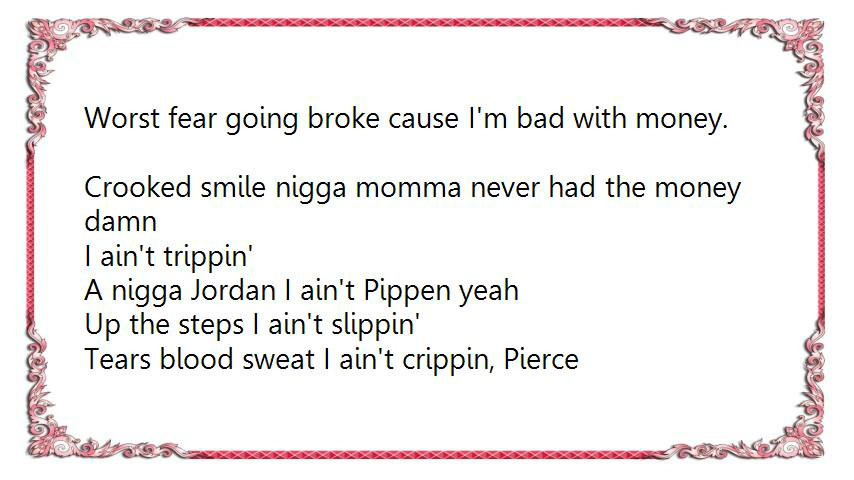 Worst fear going broke cause I'm bad with money.
Crooked smile nigga momma never had the money
damn
I ain't trippin'
A nigga Jordan I ain't Pippen yeah
Up the steps I ain't slippin'
Tears blood sweat I ain't crippin, Pierce